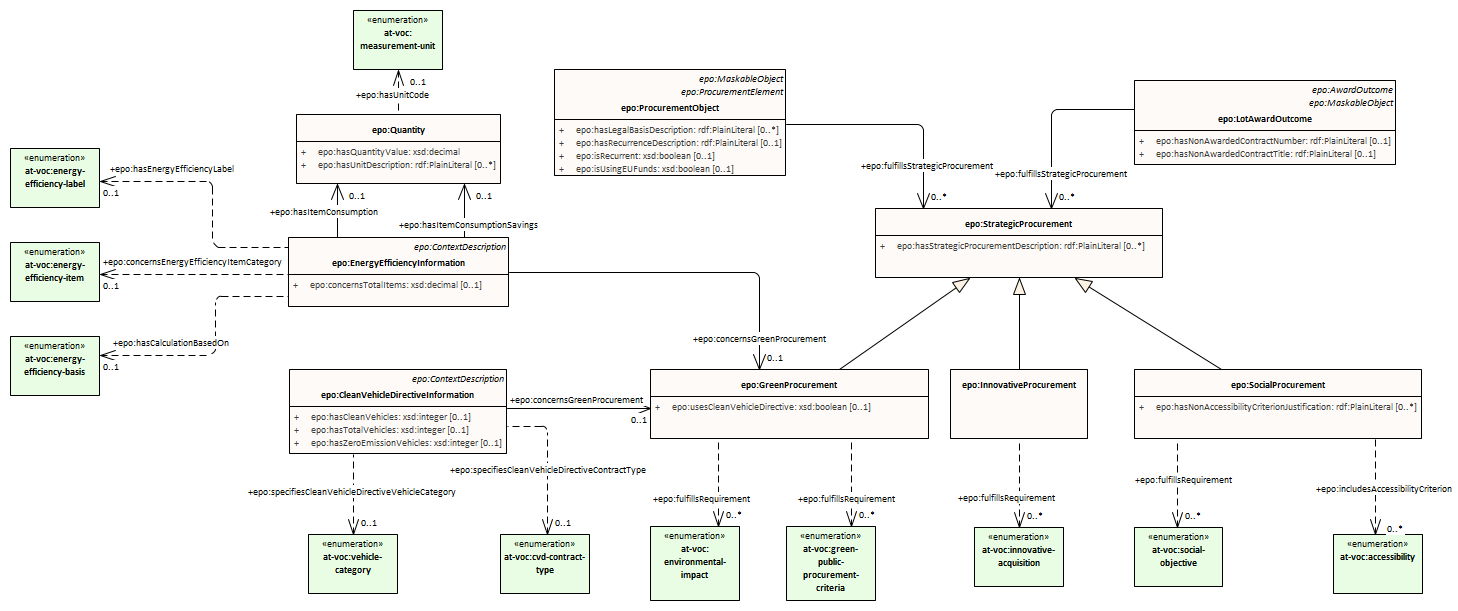 «enumeration»
at-voc:
measurement-unit
0..1
+epo:hasUnitCode
epo:Quantity
+ epo:hasQuantityValue: xsd:decimal
+ epo:hasUnitDescription: rdf:PlainLiteral [0..*]
epo:MaskableObject
epo:ProcurementElement
epo:ProcurementObject
+ epo:hasLegalBasisDescription: rdf:PlainLiteral [0..*]
+ epo:hasRecurrenceDescription: rdf:PlainLiteral [0..1]
+ epo:isRecurrent: xsd:boolean [0..1]
+ epo:isUsingEUFunds: xsd:boolean [0..1]
epo:AwardOutcome
epo:MaskableObject
epo:LotAwardOutcome
+ epo:hasNonAwardedContractNumber: rdf:PlainLiteral [0..1]
+ epo:hasNonAwardedContractTitle: rdf:PlainLiteral [0..1]
«enumeration»
at-voc:energy-
efficiency-label
+epo:hasEnergyEfficiencyLabel
0..1
0..1
+epo:hasItemConsumption
0..1
+epo:hasItemConsumptionSavings
+epo:fulfillsStrategicProcurement
0..*
+epo:fulfillsStrategicProcurement
0..*
epo:StrategicProcurement
+ epo:hasStrategicProcurementDescription: rdf:PlainLiteral [0..*]
«enumeration»
at-voc:energy-
efficiency-item
+epo:concernsEnergyEfficiencyItemCategory
0..1
epo:ContextDescription
epo:EnergyEfficiencyInformation
+ epo:concernsTotalItems: xsd:decimal [0..1]
«enumeration»
at-voc:energy-
efficiency-basis
+epo:hasCalculationBasedOn
0..1
+epo:concernsGreenProcurement
0..1
epo:ContextDescription
epo:CleanVehicleDirectiveInformation
+ epo:hasCleanVehicles: xsd:integer [0..1]
+ epo:hasTotalVehicles: xsd:integer [0..1]
+ epo:hasZeroEmissionVehicles: xsd:integer [0..1]
+epo:concernsGreenProcurement
0..1
epo:GreenProcurement
+ epo:usesCleanVehicleDirective: xsd:boolean [0..1]
epo:InnovativeProcurement
epo:SocialProcurement
+ epo:hasNonAccessibilityCriterionJustification: rdf:PlainLiteral [0..*]
+epo:specifiesCleanVehicleDirectiveVehicleCategory
0..1
+epo:specifiesCleanVehicleDirectiveContractType
0..1
+epo:fulfillsRequirement
0..*
+epo:fulfillsRequirement
0..*
+epo:fulfillsRequirement
0..*
+epo:fulfillsRequirement
0..*
+epo:includesAccessibilityCriterion
0..*
«enumeration»
at-voc:vehicle-
category
«enumeration»
at-voc:cvd-contract-
type
«enumeration»
at-voc:
environmental-
impact
«enumeration»
at-voc:green-
public-
procurement-
criteria
«enumeration»
at-voc:innovative-
acquisition
«enumeration»
at-voc:social-
objective
«enumeration»
at-voc:accessibility